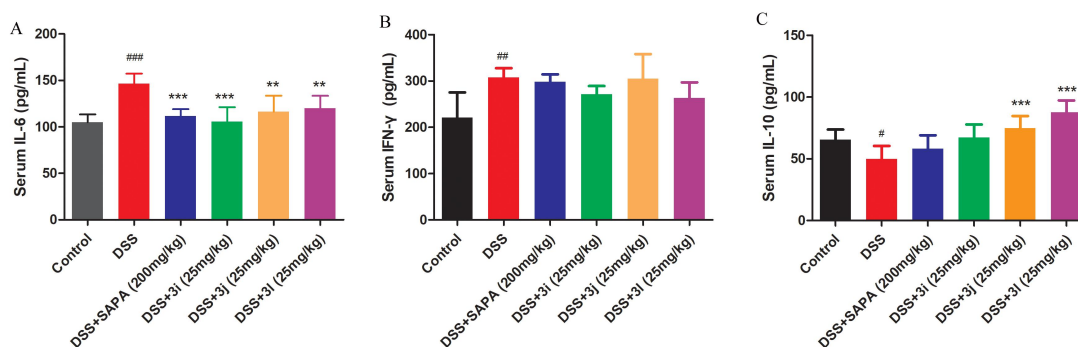 A
Serum IL-6 (pg/mL)
200
150
100
50
0
###
***
***
**
**
Control
DSS
DSS+SAPA (200mg/kg)
DSS+3i (25mg/kg)
DSS+3j (25mg/kg)
DSS+3l (25mg/kg)
B
Serum IFN-γ (pg/mL)
400
300
200
100
0
##
Control
DSS
DSS+SAPA (200mg/kg)
DSS+3i (25mg/kg)
DSS+3j (25mg/kg)
DSS+3l (25mg/kg)
C
Serum IL-10 (pg/mL)
150
100
50
0
#
***
***
Control
DSS
DSS+SAPA (200mg/kg)
DSS+3i (25mg/kg)
DSS+3j (25mg/kg)
DSS+3l (25mg/kg)